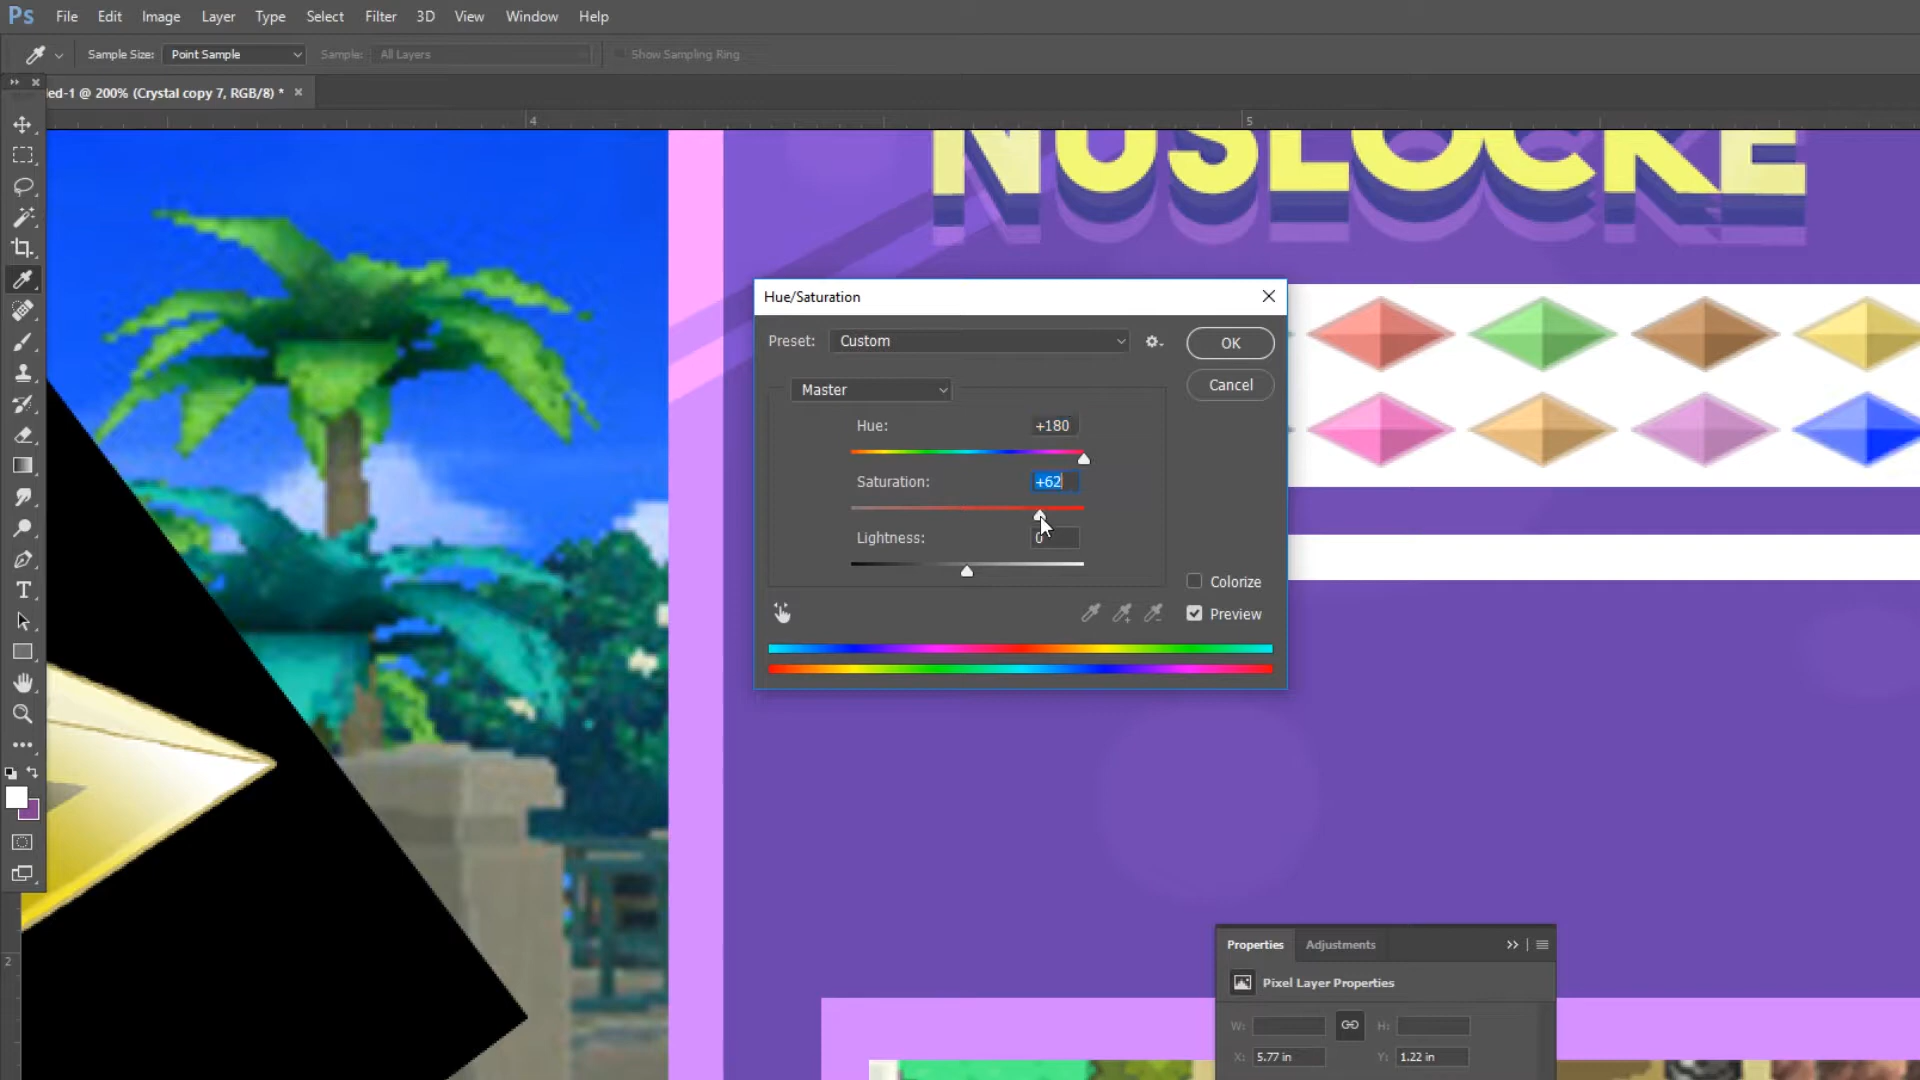 Ps File Edit Image Layer Type Select Filter 3D View Window Help
Sample Size: Point Sample Sample: All Layers Show Sampling Ring
ed-1 @ 200% (Crystal copy 7, RGB/8) *
4 5
NUSLOCKE
Hue/Saturation
Preset: Custom OK
Cancel
Master
Hue: +180
Saturation: +62
Lightness: 0
Colorize
Preview
2
Properties Adjustments
Pixel Layer Properties
W: H:
X: 5.77 in Y: 1.22 in